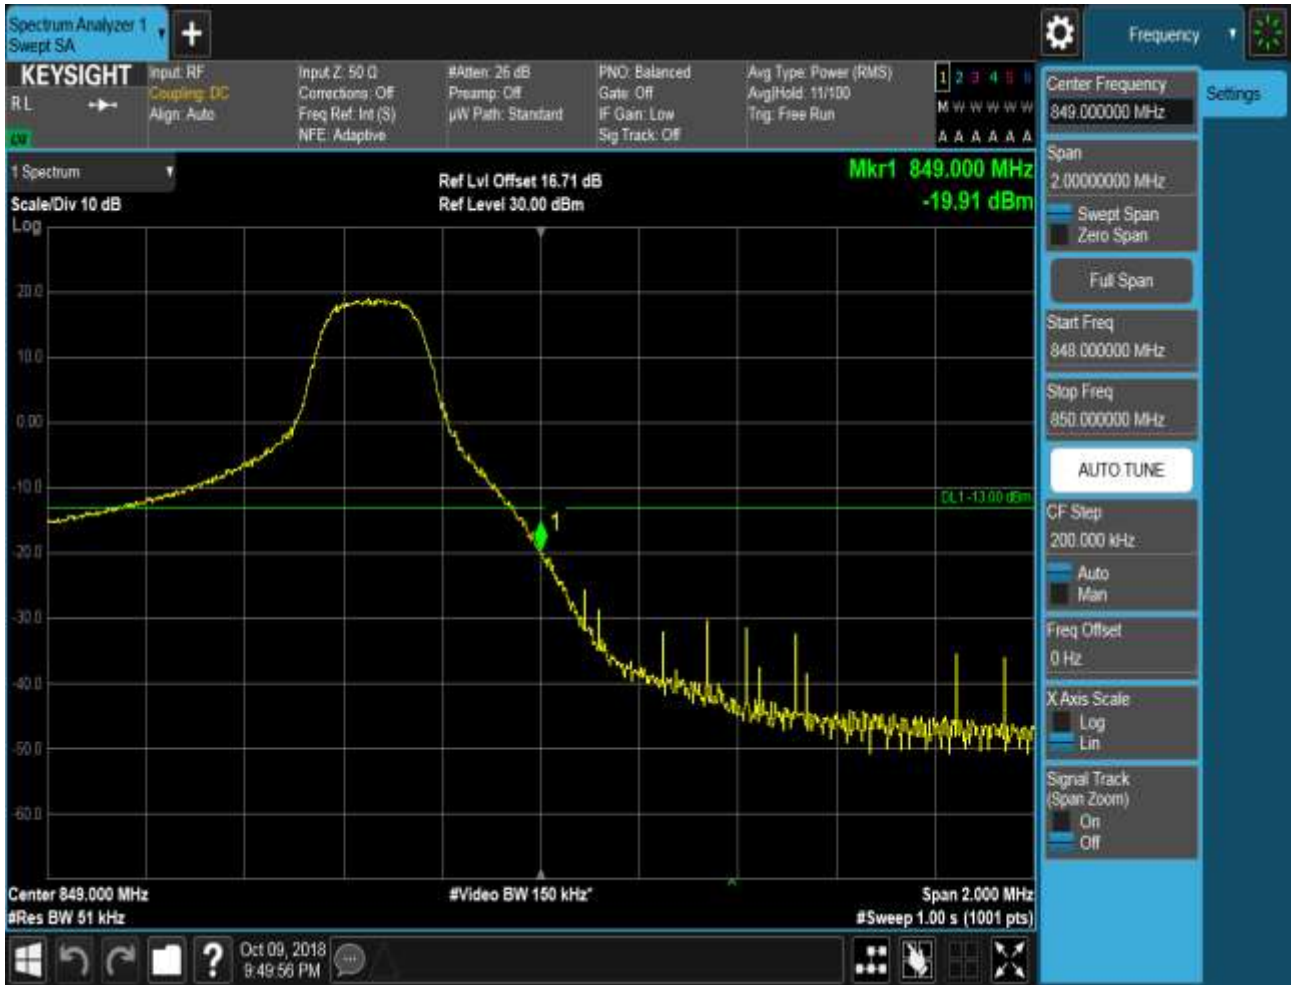 Spectrum Analyzer 1
Swept SA
+
Frequency
KEYSIGHT
RL
LXI
Input: RF
Coupling: DC
Align: Auto
Input Z: 50 Ω
Corrections: Off
Freq Ref: Int (S)
NFE: Adaptive
#Atten: 26 dB
Preamp: Off
µW Path: Standard
PNO: Balanced
Gate: Off
IF Gain: Low
Sig Track: Off
Avg Type: Power (RMS)
Avg|Hold: 11/100
Trig: Free Run
1 2 3 4 5 6
M W W W W W
A A A A A A
1 Spectrum
Scale/Div 10 dB
Log
Ref Lvl Offset 16.71 dB
Ref Level 30.00 dBm
Mkr1 849.000 MHz
-19.91 dBm
20.0
10.0
0.00
-10.0
-20.0
-30.0
-40.0
-50.0
-60.0
DL1 -13.00 dBm
1
Center 849.000 MHz
#Res BW 51 kHz
#Video BW 150 kHz*
Span 2.000 MHz
#Sweep 1.00 s (1001 pts)
Oct 09, 2018
9:49:56 PM
?
Center Frequency
849.000000 MHz
Settings
Span
2.00000000 MHz
Swept Span
Zero Span
Full Span
Start Freq
848.000000 MHz
Stop Freq
850.000000 MHz
AUTO TUNE
CF Step
200.000 kHz
Auto
Man
Freq Offset
0 Hz
X Axis Scale
Log
Lin
Signal Track
(Span Zoom)
On
Off